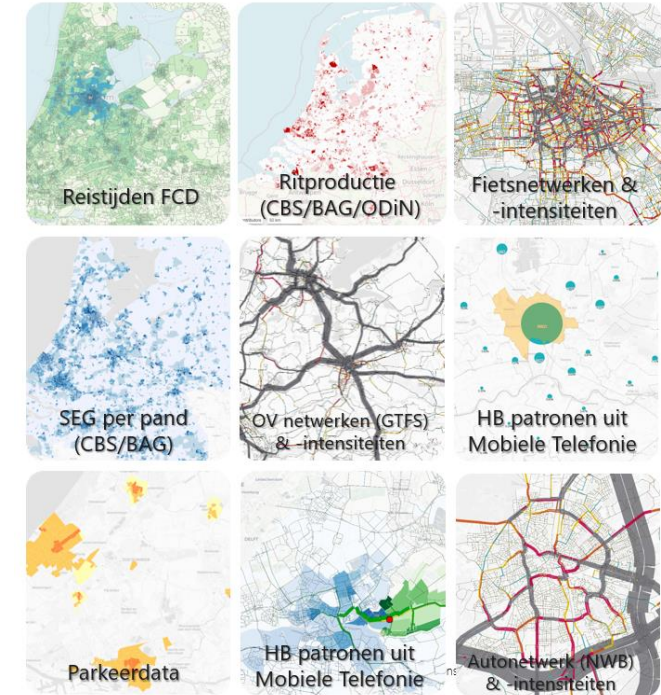 Reistijden FCD
Ritproductie
(CBS/BAG/ODiN)
Fietsnetwerken &
-intensiteiten
SEG per pand
(CBS/BAG)
OV netwerken (GTFS)
& -intensiteiten
HB patronen uit
Mobiele Telefonie
Parkeerdata
HB patronen uit
Mobiele Telefonie
Autonetwerk (NWB)
& -intensiteiten